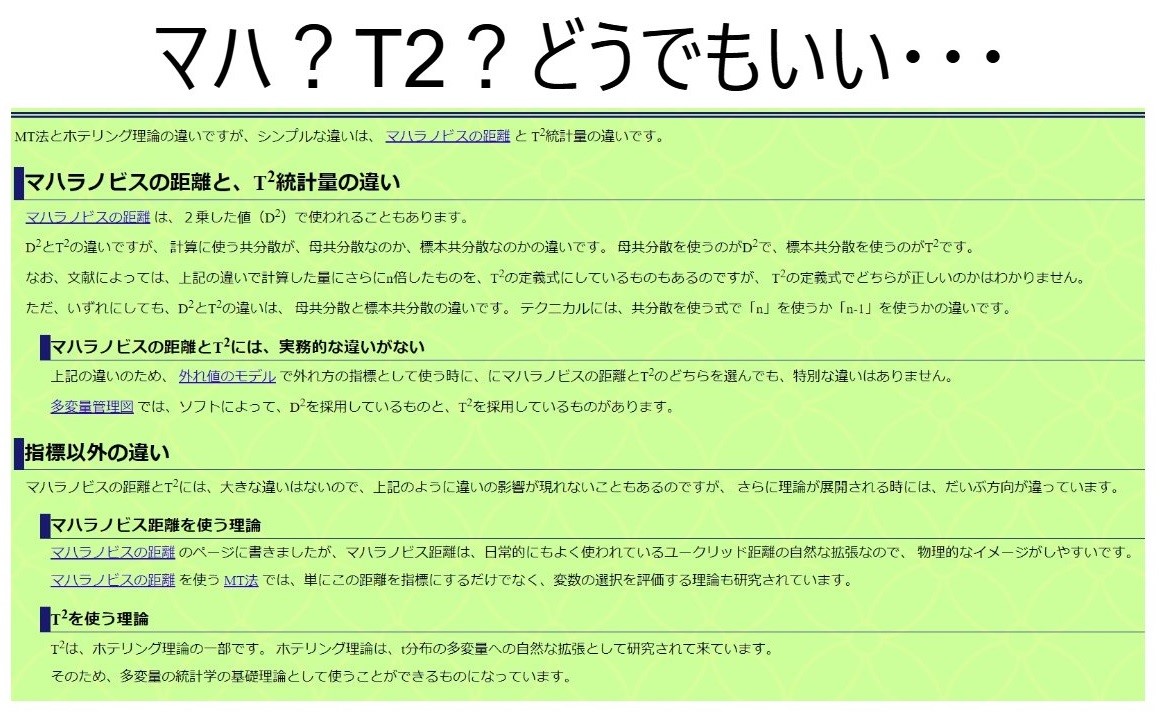 マハ？T2？どうでもいい・・・
MT法とホテリング理論の違いですが、シンプルな違いは、 マハラノビスの距離 と T²統計量の違いです。
マハラノビスの距離と、T²統計量の違い
マハラノビスの距離 は、２乗した値（D²）で使われることもあります。
D²とT²の違いですが、 計算に使う共分散が、母共分散なのか、標本共分散なのかの違いです。 母共分散を使うのがD²で、標本共分散を使うのがT²です。
なお、文献によっては、上記の違いで計算した量にさらにn倍したものを、T²の定義式にしているものもあるのですが、 T²の定義式でどちらが正しいのかはわかりません。
ただ、いずれにしても、D²とT²の違いは、 母共分散と標本共分散の違いです。 テクニカルには、共分散を使う式で「n」を使うか「n-1」を使うかの違いです。
マハラノビスの距離とT²には、実務的な違いがない
上記の違いのため、 外れ値のモデル で外れ方の指標として使う時に、にマハラノビスの距離とT²のどちらを選んでも、特別な違いはありません。
多変量管理図 では、ソフトによって、D²を採用しているものと、T²を採用しているものがあります。
指標以外の違い
マハラノビスの距離とT²には、大きな違いはないので、上記のように違いの影響が現れないこともあるのですが、 さらに理論が展開される時には、だいぶ方向が違っています。
マハラノビス距離を使う理論
マハラノビスの距離 のページに書きましたが、マハラノビス距離は、日常的にもよく使われているユークリッド距離の自然な拡張なので、 物理的なイメージがしやすいです。
マハラノビスの距離 を使う MT法 では、単にこの距離を指標にするだけでなく、変数の選択を評価する理論も研究されています。
T²を使う理論
T²は、ホテリング理論の一部です。 ホテリング理論は、t分布の多変量への自然な拡張として研究されて来ています。
そのため、多変量の統計学の基礎理論として使うことができるものになっています。